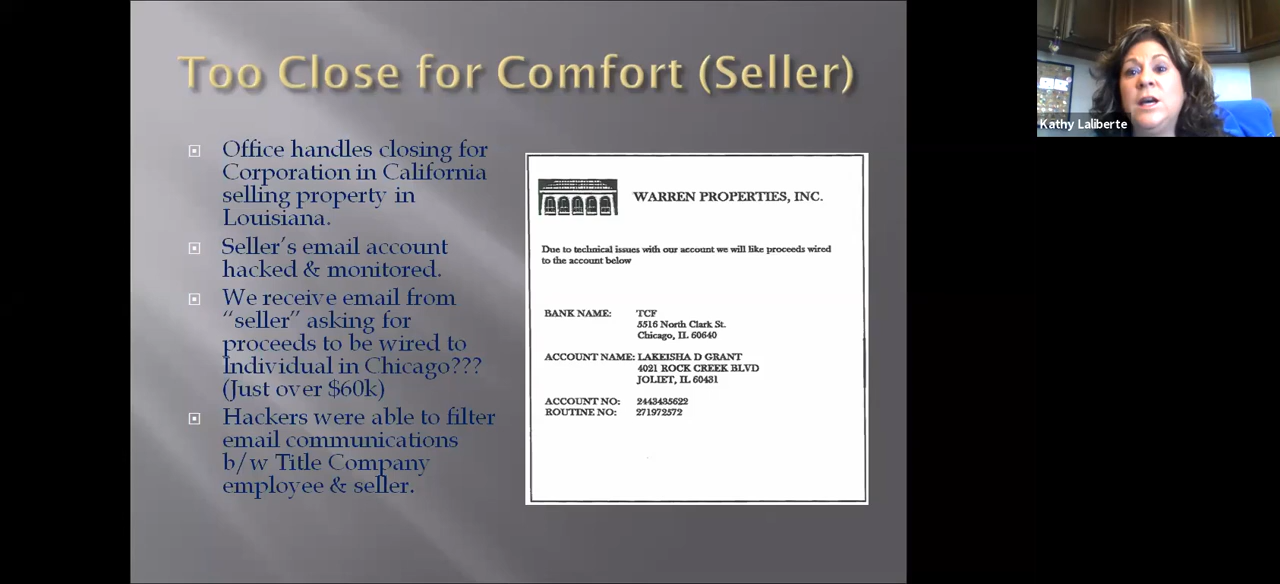 Too Close for Comfort (Seller)
Office handles closing for
Corporation in California
selling property in
Louisiana.
Seller's email account
hacked & monitored.
We receive email from
"seller" asking for
proceeds to be wired to
Individual in Chicago???
(Just over $60k)
Hackers were able to filter
email communications
b/w Title Company
employee & seller.
WARREN PROPERTIES, INC.
Due to technical issues with our account we will like proceeds wired
to the account below
BANK NAME: TCF
5516 North Clark St.
Chicago, IL 60640
ACCOUNT NAME: LAKEISHA D GRANT
4021 ROCK CREEK BLVD
JOLIET, IL 60431
ACCOUNT NO: 2443435622
ROUTINE NO: 271972572
Kathy Laliberte